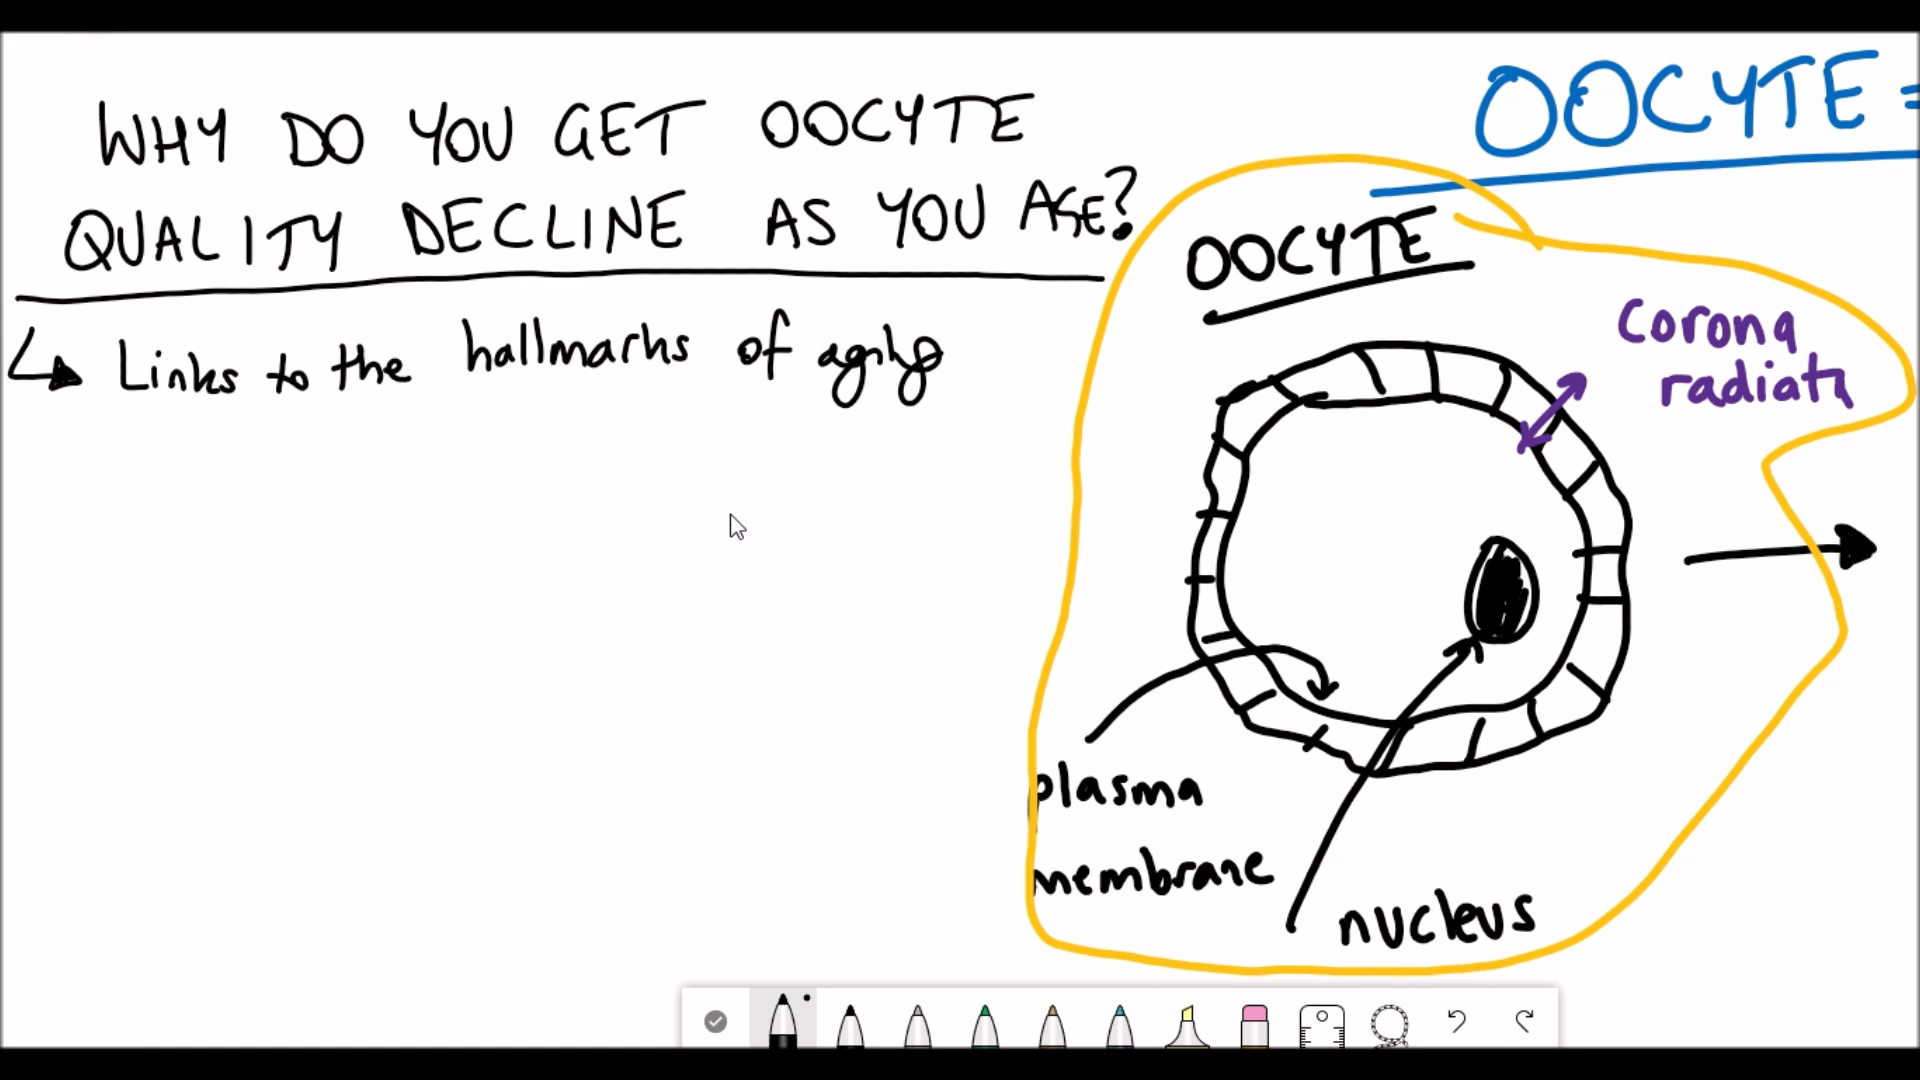 WHY DO YOU GET OOCYTE
QUALITY DECLINE AS YOU AGE?
Links to the hallmarks of aging
OOCYTE =
OOCYTE
corona
radiata
plasma
membrane
nucleus